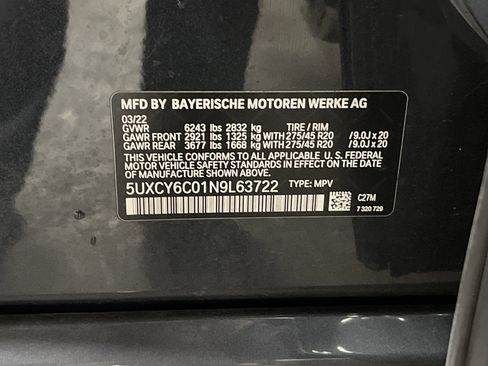 MFD BY BAYERISCHE MOTOREN WERKE AG
03/22
GVWR 6243 lbs 2832 kg TIRE / RIM
GAWR FRONT 2921 lbs 1325 kg WITH 275/45 R20 /9.0J x 20
GAWR REAR 3677 lbs 1668 kg WITH 275/45 R20 /9.0J x 20
THIS VEHICLE CONFORMS TO ALL APPLICABLE U. S. FEDERAL
MOTOR VEHICLE SAFETY STANDARDS IN EFFECT ON THE
DATE OF MANUFACTURE SHOWN ABOVE.
5UXCY6C01N9L63722 TYPE: MPV
C27M
7 320 729